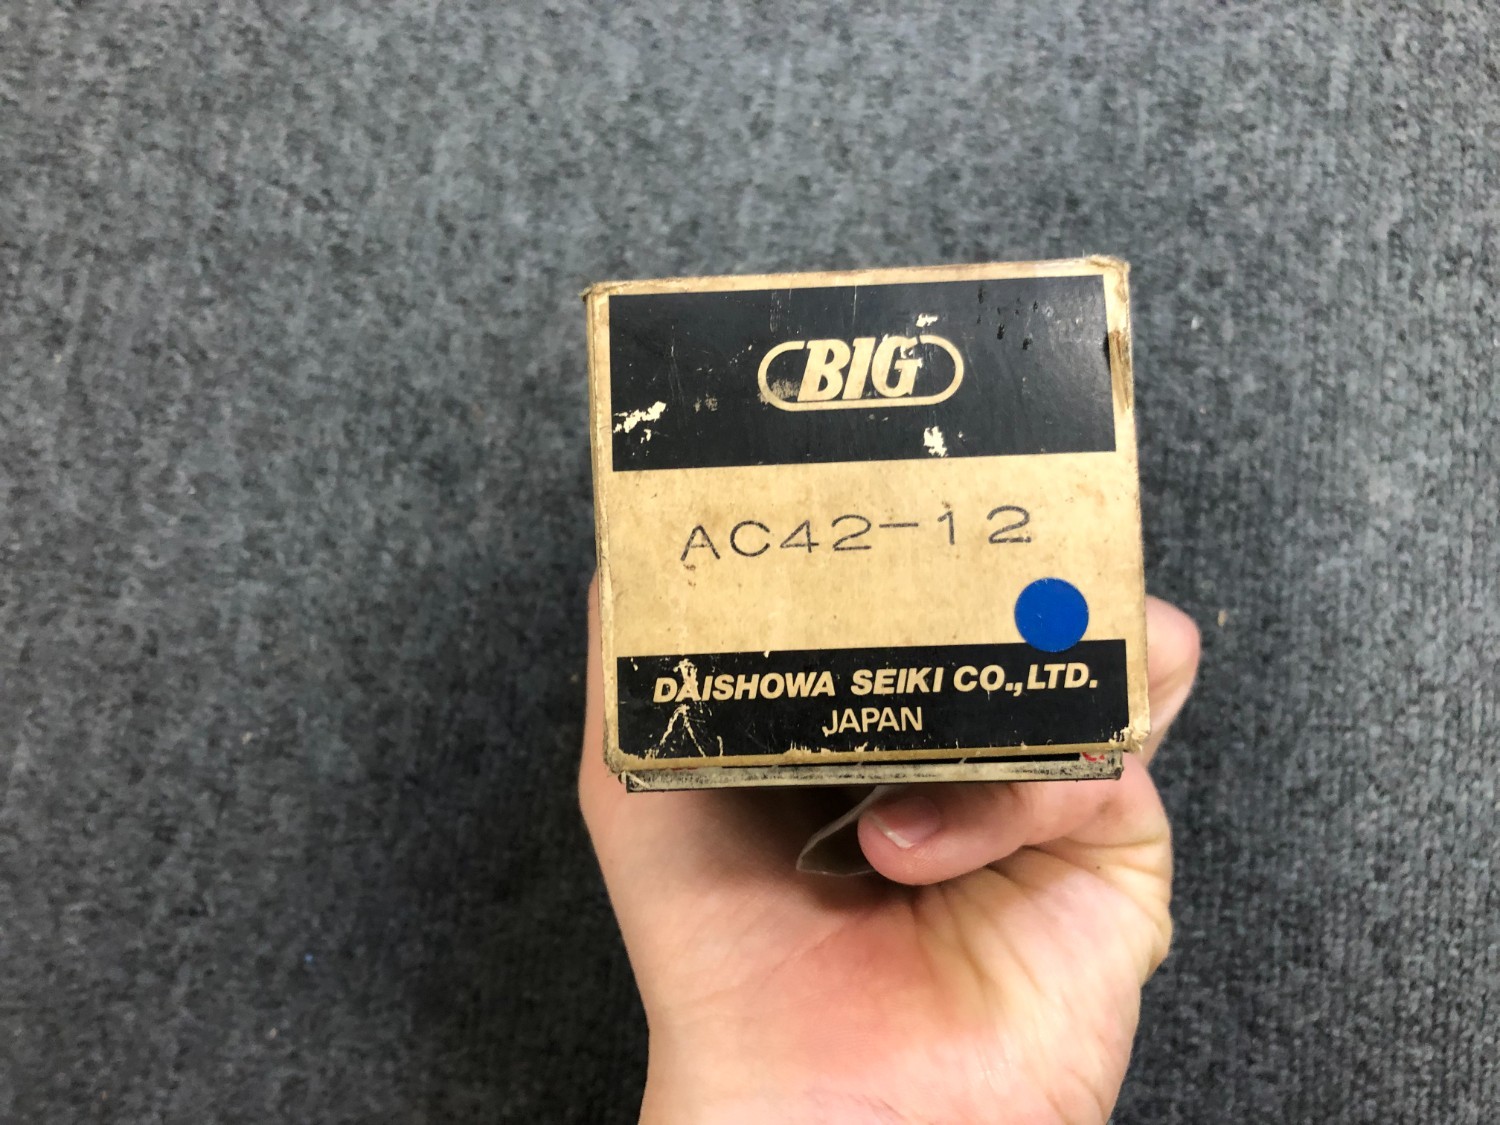 BIG
AC42-12
DAISHOWA SEIKI CO.,LTD.
JAPAN